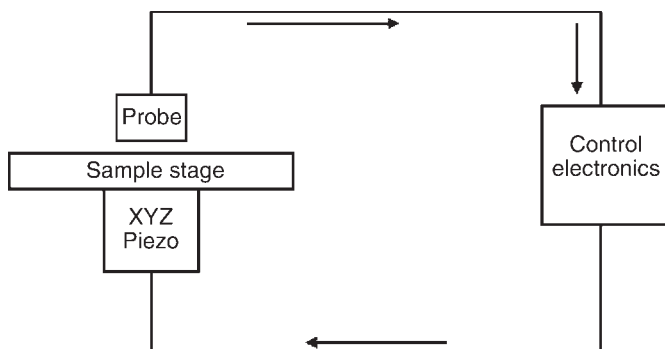 Probe
Sample stage
XYZ
Piezo
Control
electronics